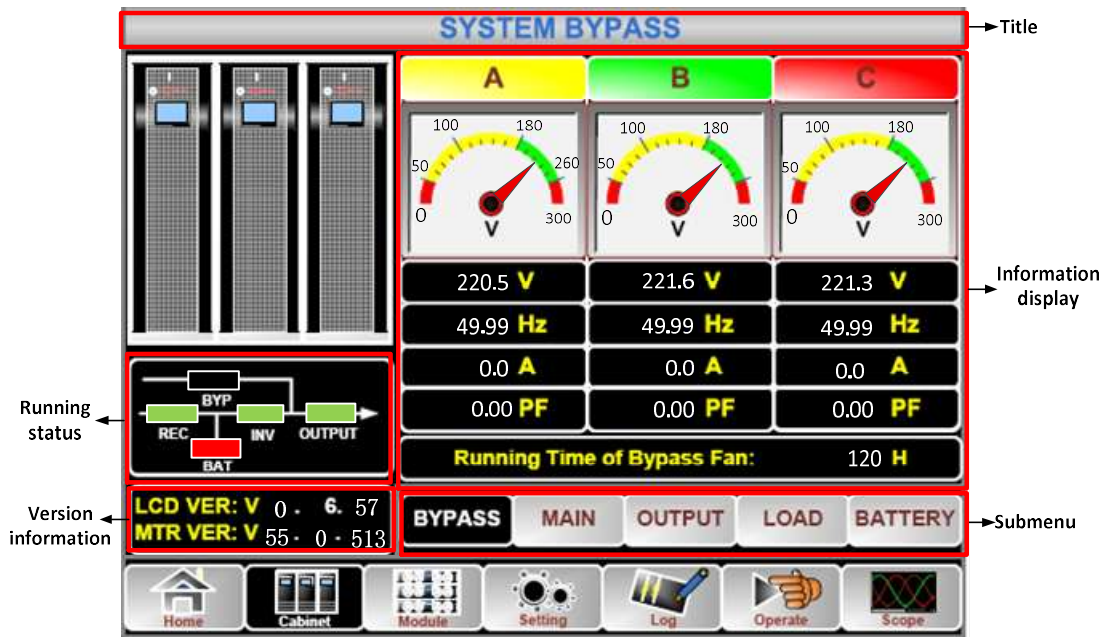 SYSTEM BYPASS
Title
A B C
50 100 180 260 0 300 V
50 100 180 0 300 V
50 100 180 0 300 V
Information
display
220.5 V 221.6 V 221.3 V
49.99 Hz 49.99 Hz 49.99 Hz
0.0 A 0.0 A 0.0 A
0.00 PF 0.00 PF 0.00 PF
Running Time of Bypass Fan: 120 H
Running
status
BYP
REC INV OUTPUT
BAT
Version
information
LCD VER: V 0 . 6. 57
MTR VER: V 55. 0 . 513
BYPASS MAIN OUTPUT LOAD BATTERY
Submenu
Home Cabinet Module Setting Log Operate Scope